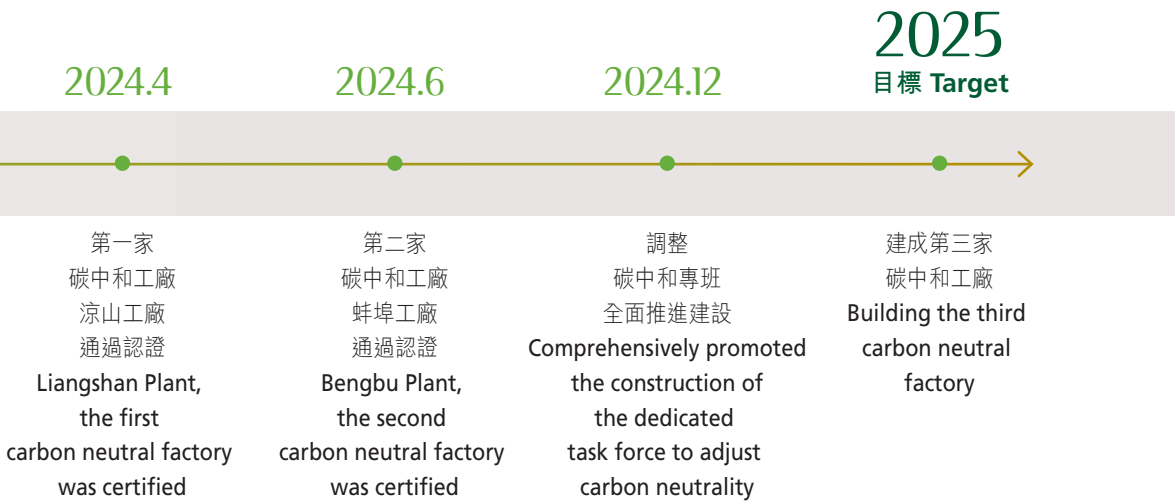 2024.4
第一家
碳中和工廠
涼山工廠
通過認證
Liangshan Plant,
the first
carbon neutral factory
was certified
2024.6
第二家
碳中和工廠
蚌埠工廠
通過認證
Bengbu Plant,
the second
carbon neutral factory
was certified
2024.12
調整
碳中和專班
全面推進建設
Comprehensively promoted
the construction of
the dedicated
task force to adjust
carbon neutrality
2025
目標 Target
建成第三家
碳中和工廠
Building the third
carbon neutral
factory